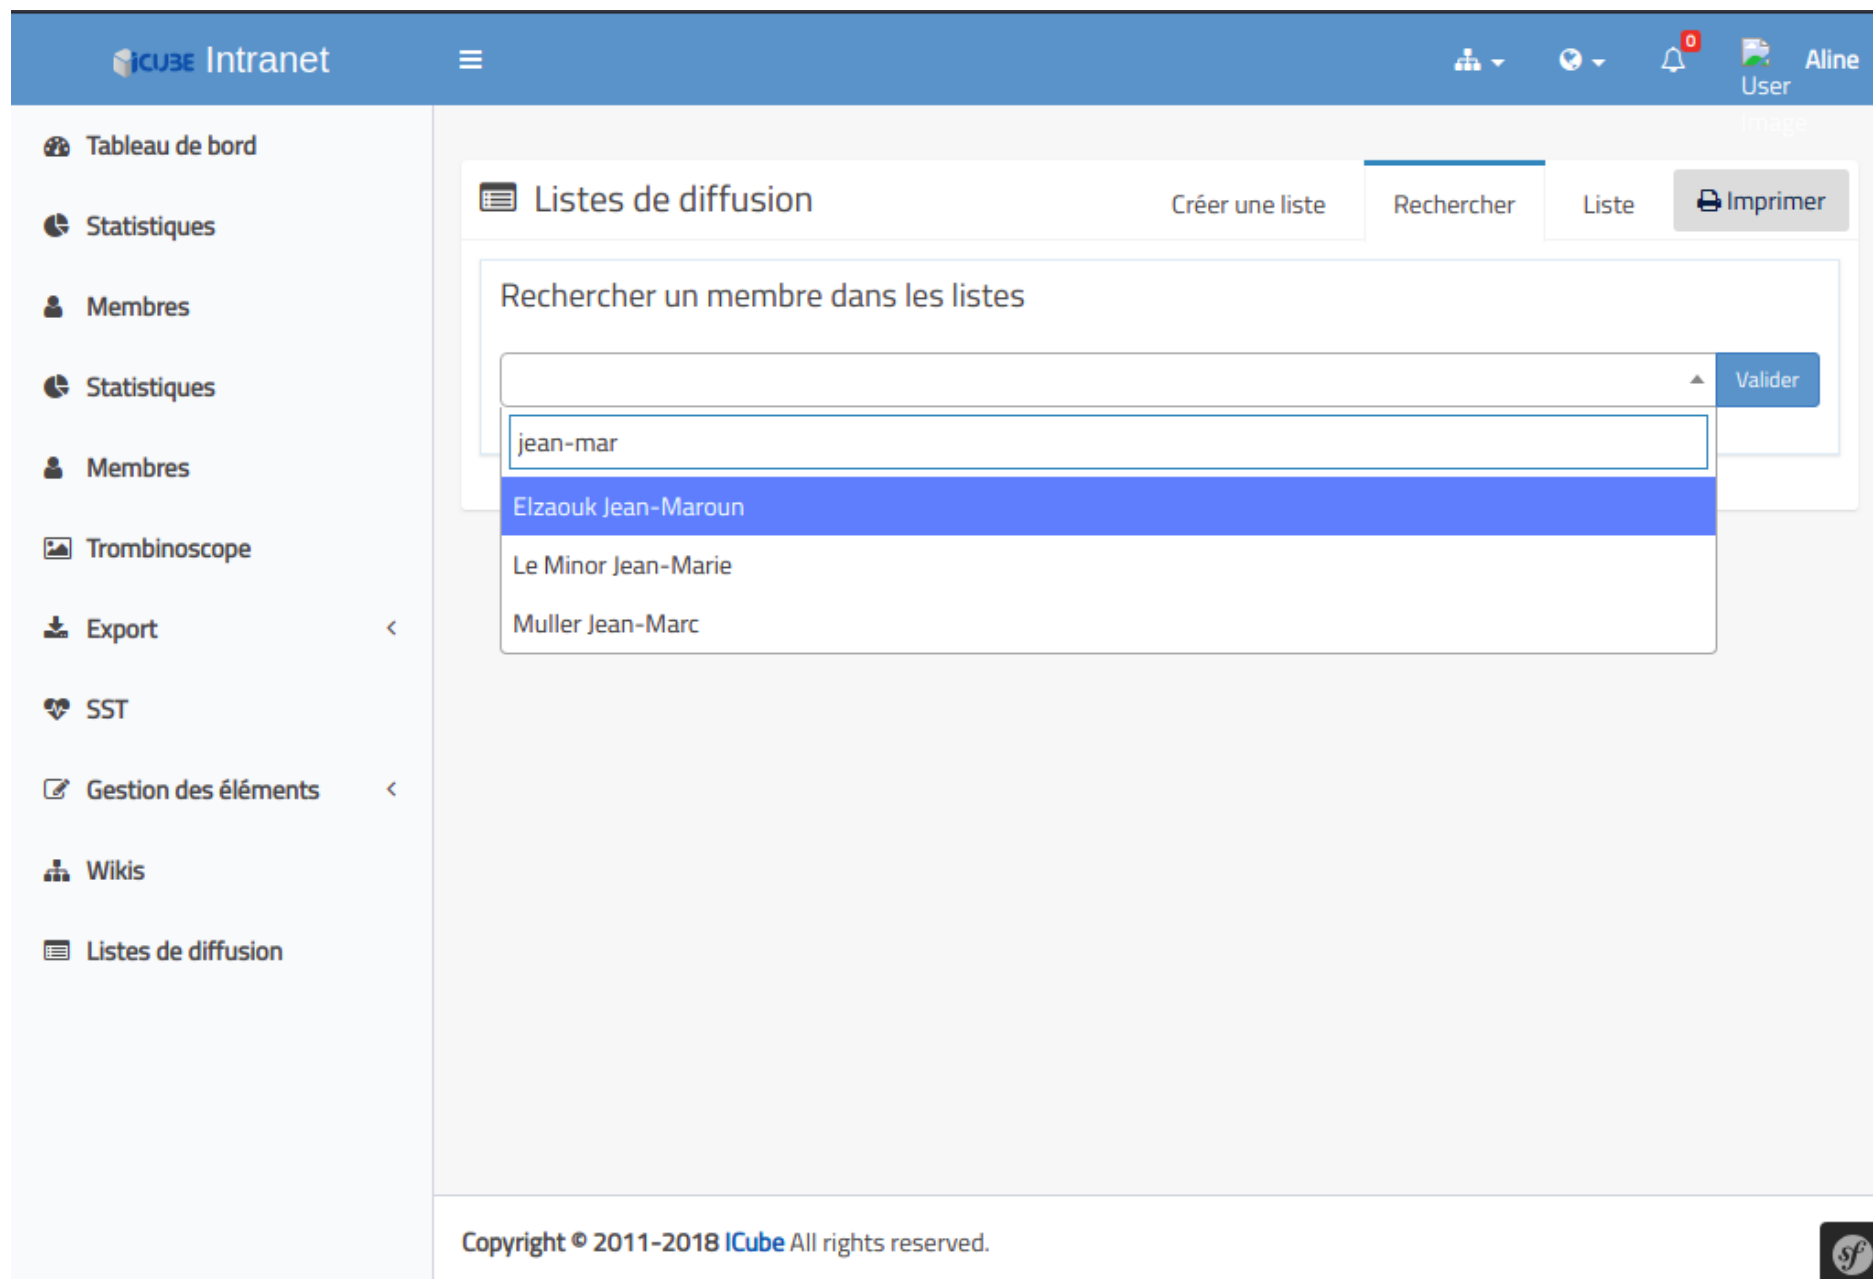 iCUBE Intranet
0
User Image
Aline
Tableau de bord
Statistiques
Membres
Statistiques
Membres
Trombinoscope
Export
SST
Gestion des éléments
Wikis
Listes de diffusion
Listes de diffusion
Créer une liste
Rechercher
Liste
Imprimer
Rechercher un membre dans les listes
Valider
jean-mar
Elzaouk Jean-Maroun
Le Minor Jean-Marie
Muller Jean-Marc
Copyright © 2011-2018 ICube All rights reserved.
sf